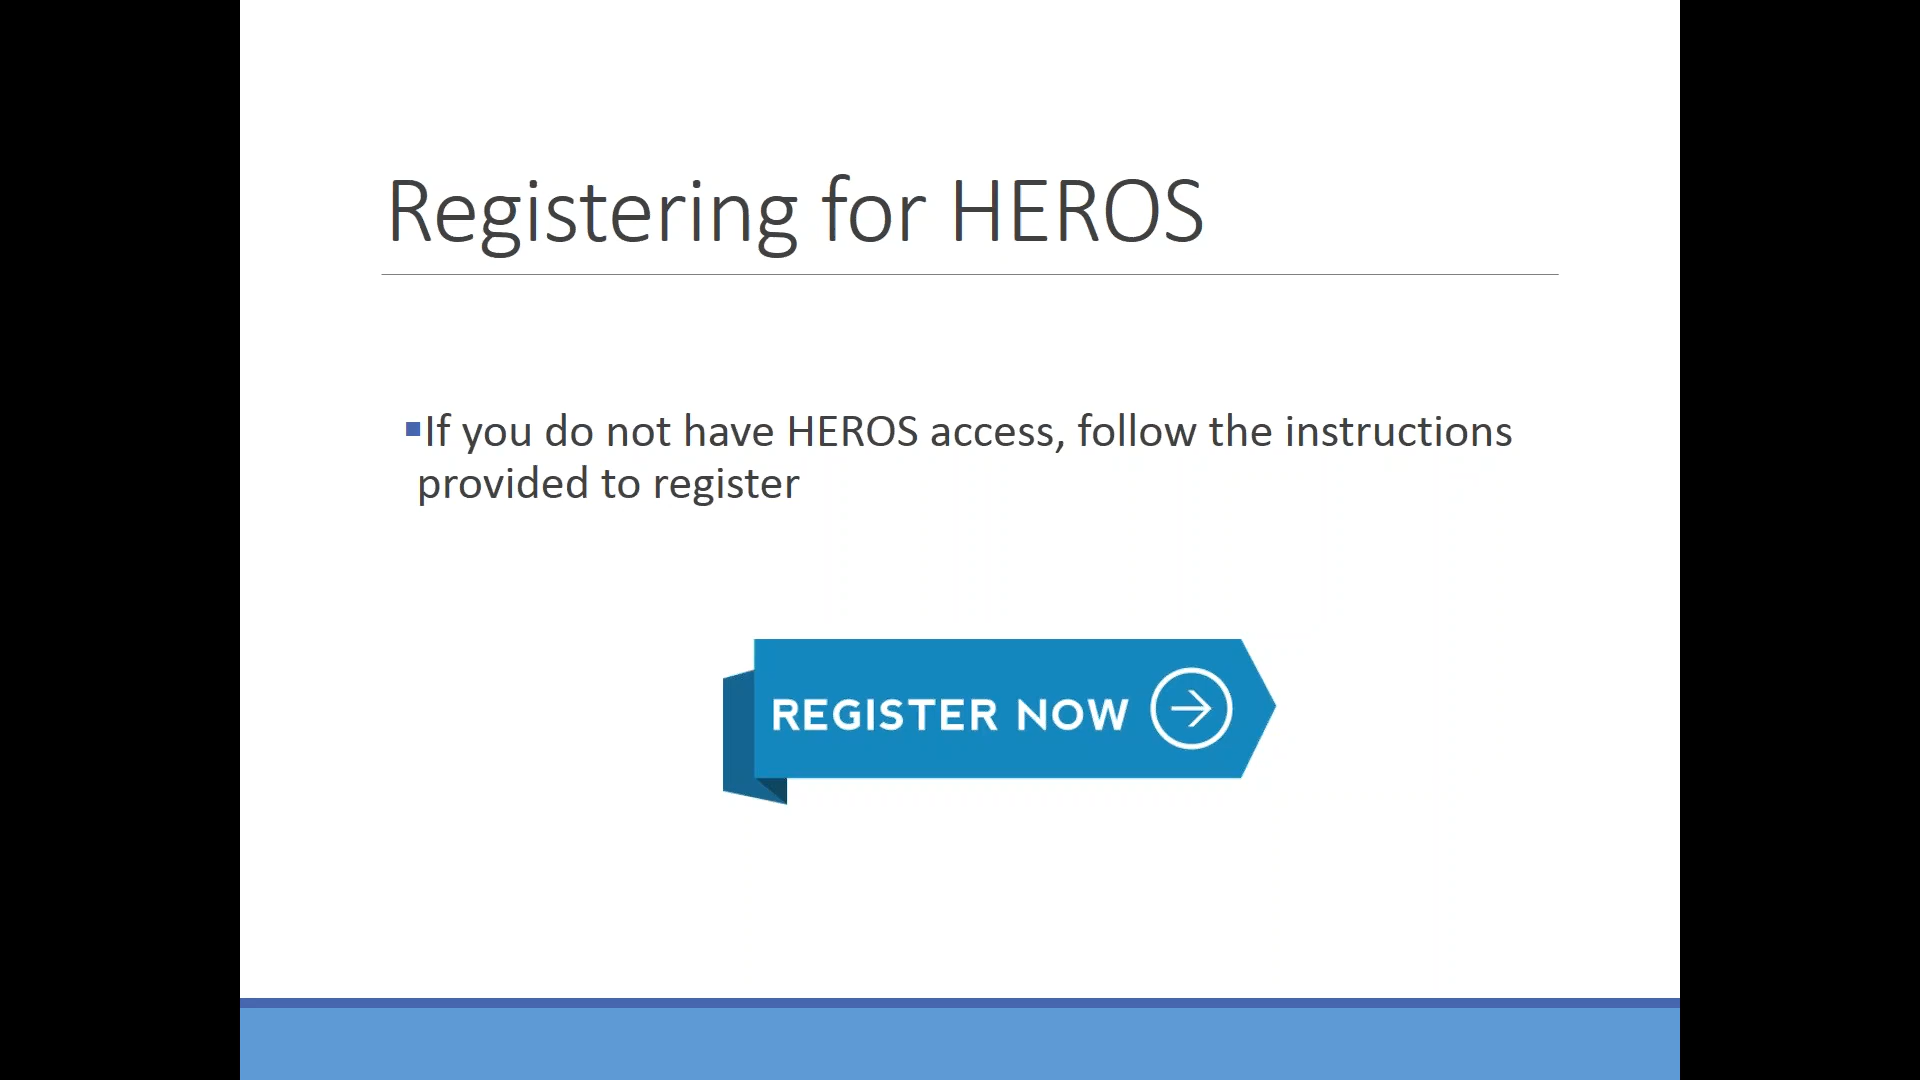 Registering for HEROS
▪If you do not have HEROS access, follow the instructions
provided to register
REGISTER NOW